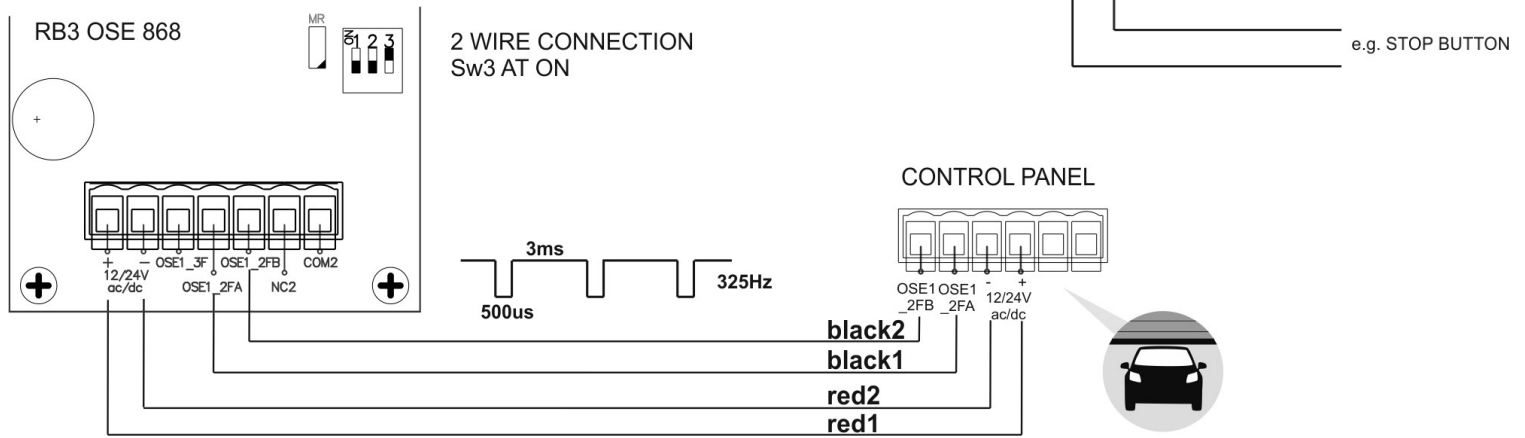 RB3 OSE 868
MR
ON
1 2 3
2 WIRE CONNECTION
Sw3 AT ON
e.g. STOP BUTTON
CONTROL PANEL
+ − OSE1_3F OSE1_2FB COM2
12/24V
ac/dc
OSE1_2FA NC2
3ms
325Hz
500us
OSE1
_2FB
OSE1
_2FA
- +
12/24V
ac/dc
black2
black1
red2
red1